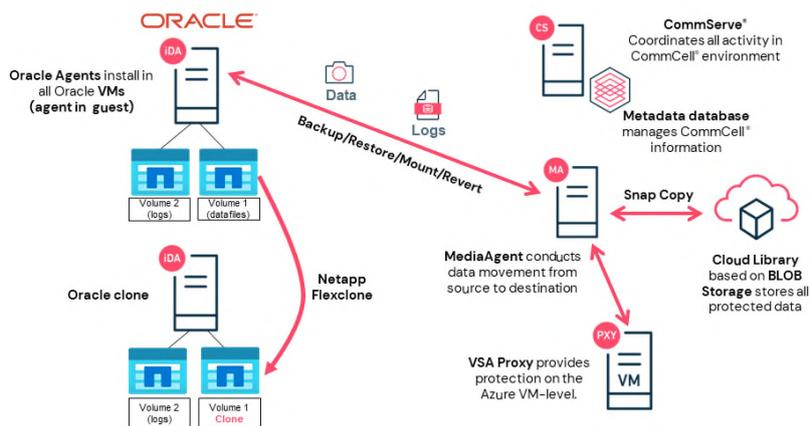 ORACLE®
iDA
Oracle Agents install in
all Oracle VMs
(agent in guest)
Volume 2
(logs)
Volume 1
(datafiles)
Data
Logs
Backup/Restore/Mount/Revert
CS
CommServe®
Coordinates all activity in
CommCell® environment
Metadata database
manages CommCell®
information
MA
Snap Copy
MediaAgent conducts
data movement from
source to destination
Cloud Library
based on BLOB
Storage stores all
protected data
iDA
Oracle clone
Netapp
Flexclone
Volume 2
(logs)
Volume 1
Clone
PXY
VM
VSA Proxy provides
protection on the
Azure VM-level.